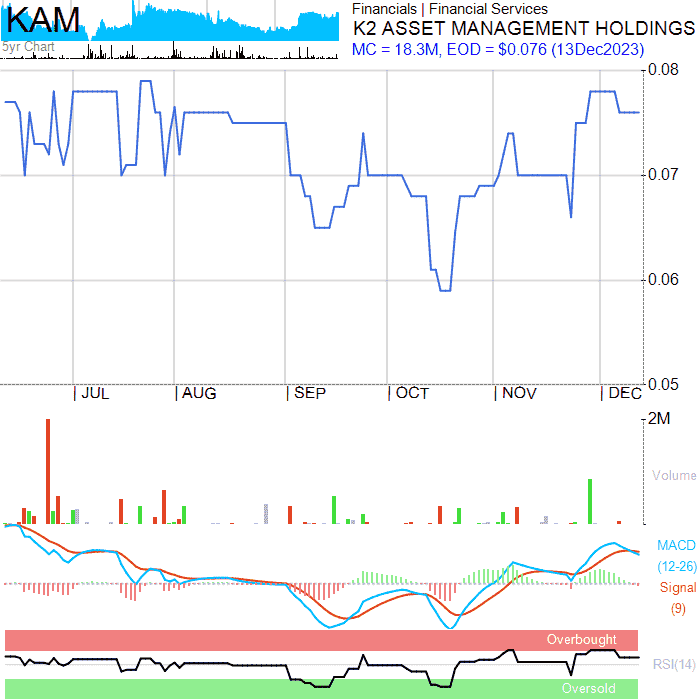 KAM
5yr Chart
Financials | Financial Services
K2 ASSET MANAGEMENT HOLDINGS
MC = 18.3M, EOD = $0.076 (13Dec2023)
0.08
0.07
0.06
0.05
| JUL | AUG | SEP | OCT | NOV | DEC
2M
Volume
MACD
(12-26)
Signal
(9)
Overbought
RSI(14)
Oversold